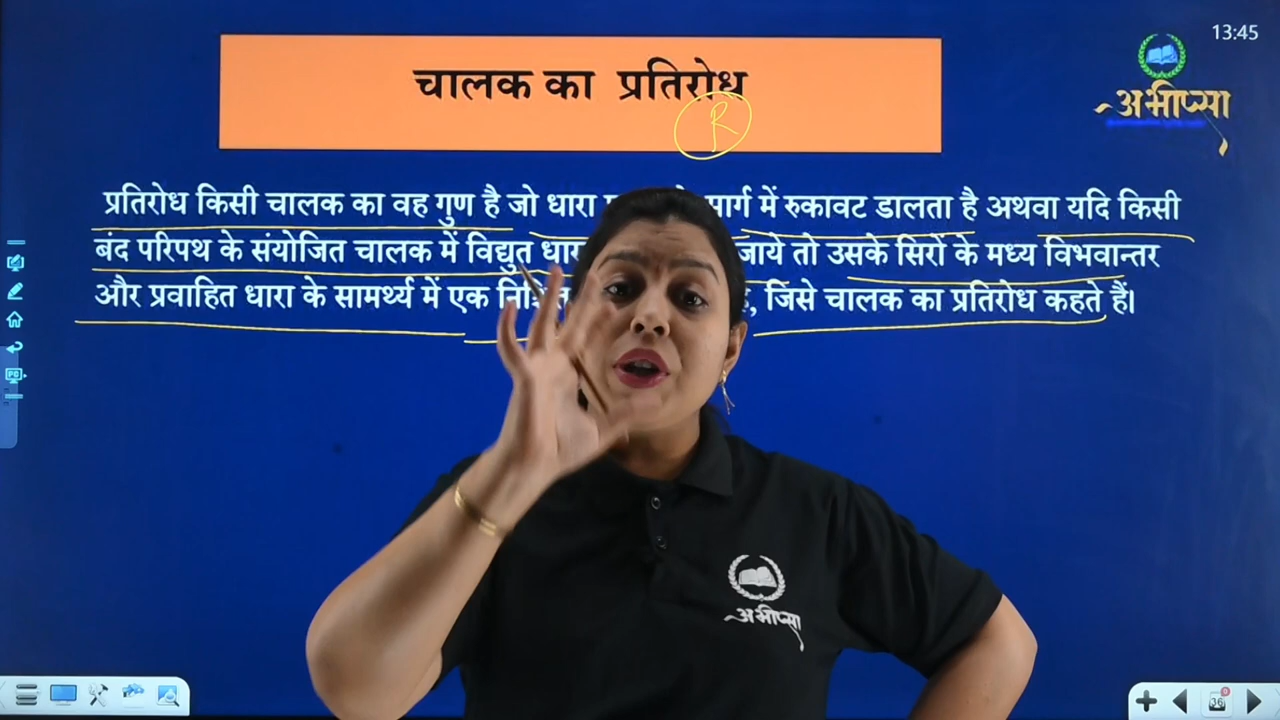 13:45
चालक का प्रतिरोध
R
अभीप्सा
प्रतिरोध किसी चालक का वह गुण है जो धारा मार्ग में रुकावट डालता है अथवा यदि किसी
बंद परिपथ के संयोजित चालक में विद्युत जाये तो उसके सिरों के मध्य विभवान्तर
और प्रवाहित धारा के सामर्थ्य में एक जिसे चालक का प्रतिरोध कहते हैं।
अभीप्सा
36